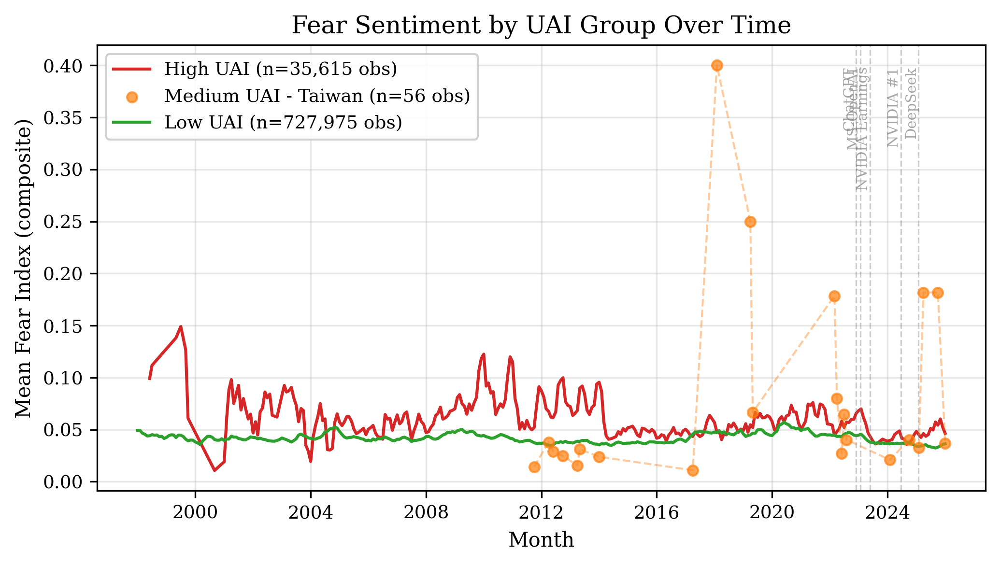 Fear Sentiment by UAI Group Over Time
High UAI (n=35,615 obs)
Medium UAI - Taiwan (n=56 obs)
Low UAI (n=727,975 obs)
ChatGPT
MS-OpenAI
NVIDIA Earnings
NVIDIA #1
DeepSeek
Mean Fear Index (composite)
0.40
0.35
0.30
0.25
0.20
0.15
0.10
0.05
0.00
2000
2004
2008
2012
2016
2020
2024
Month